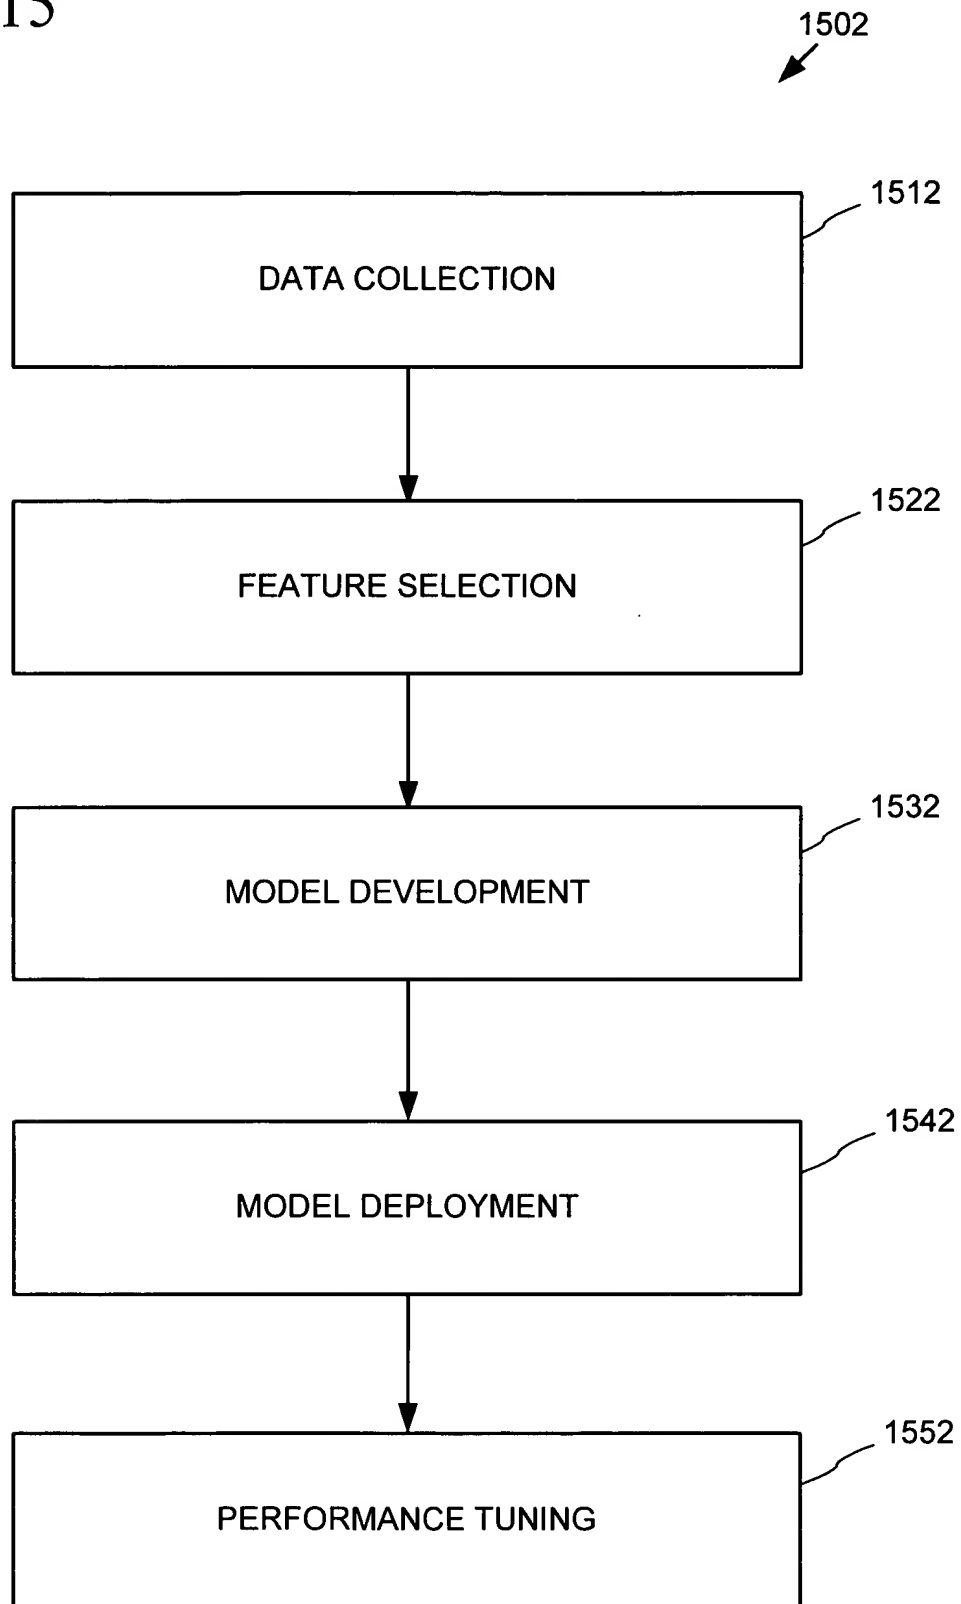 15
1502
1512
DATA COLLECTION
1522
FEATURE SELECTION
1532
MODEL DEVELOPMENT
1542
MODEL DEPLOYMENT
1552
PERFORMANCE TUNING